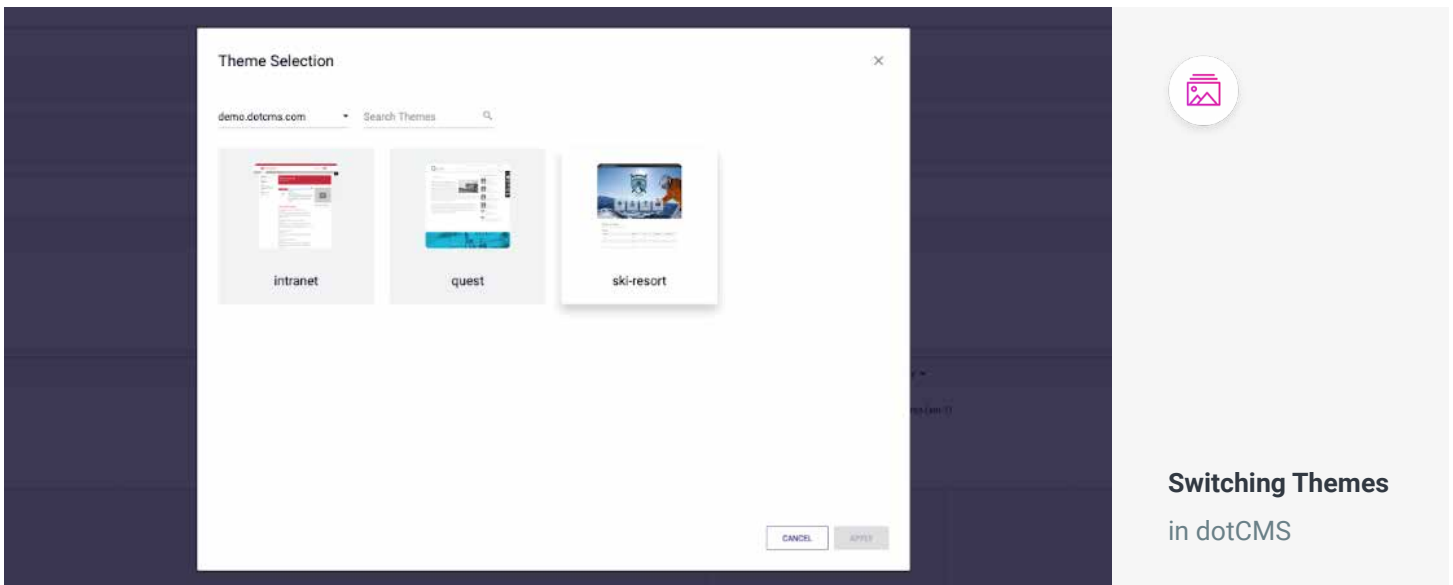 Theme Selection
demo.dotcms.com Search Themes
intranet quest ski-resort
CANCEL APPLY
Switching Themes
in dotCMS